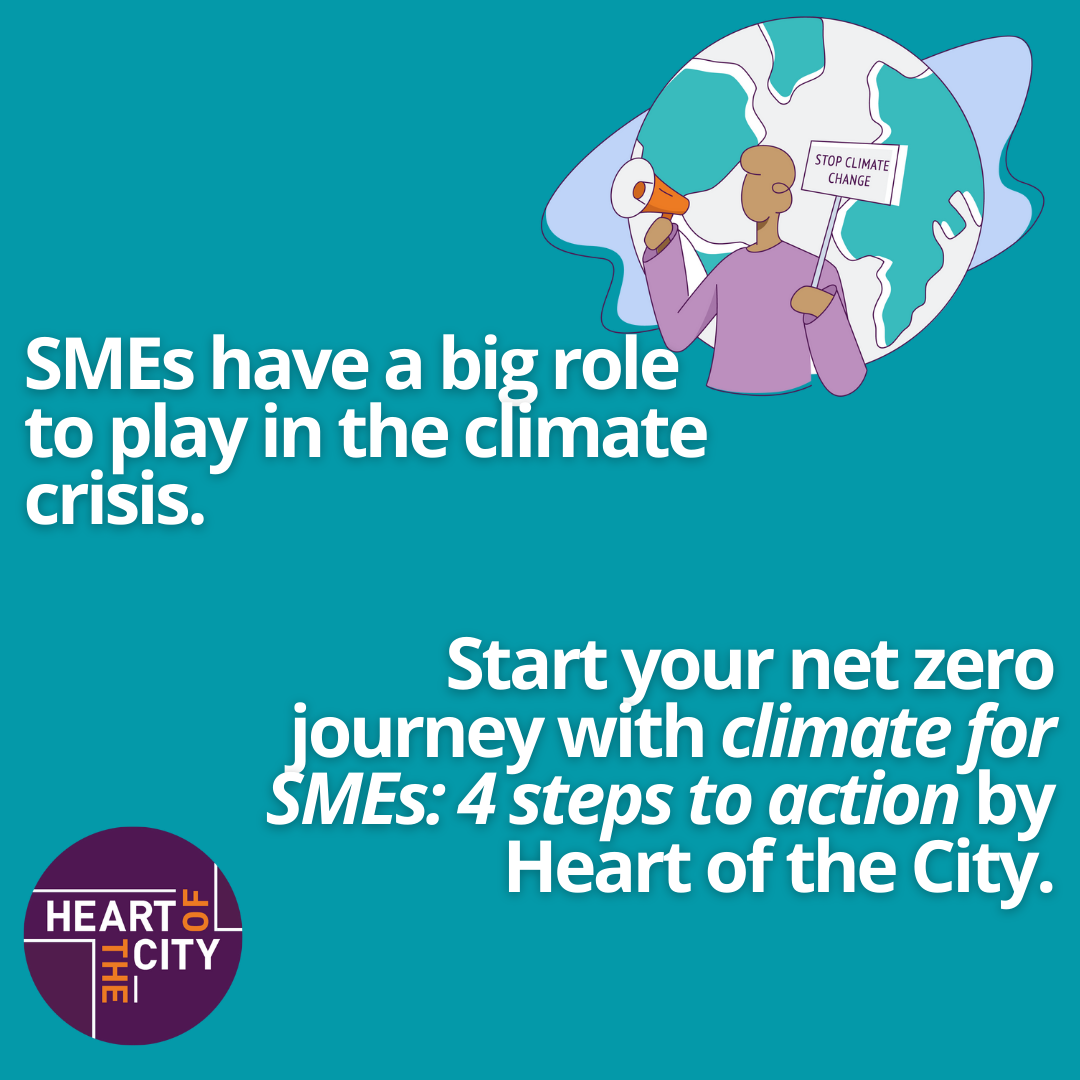 STOP CLIMATE
CHANGE
SMEs have a big role
to play in the climate
crisis.
Start your net zero
journey with climate for
SMEs: 4 steps to action by
Heart of the City.
HEART OF
THE CITY